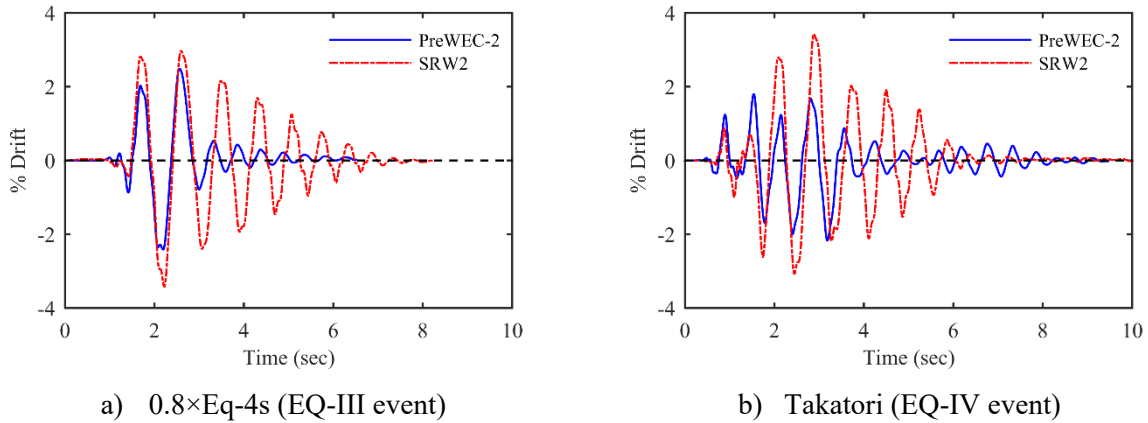 4
2
0
-2
-4
% Drift
PreWEC-2
SRW2
0 2 4 6 8 10
Time (sec)
a) 0.8×Eq-4s (EQ-III event)
4
2
0
-2
-4
% Drift
PreWEC-2
SRW2
0 2 4 6 8 10
Time (sec)
b) Takatori (EQ-IV event)